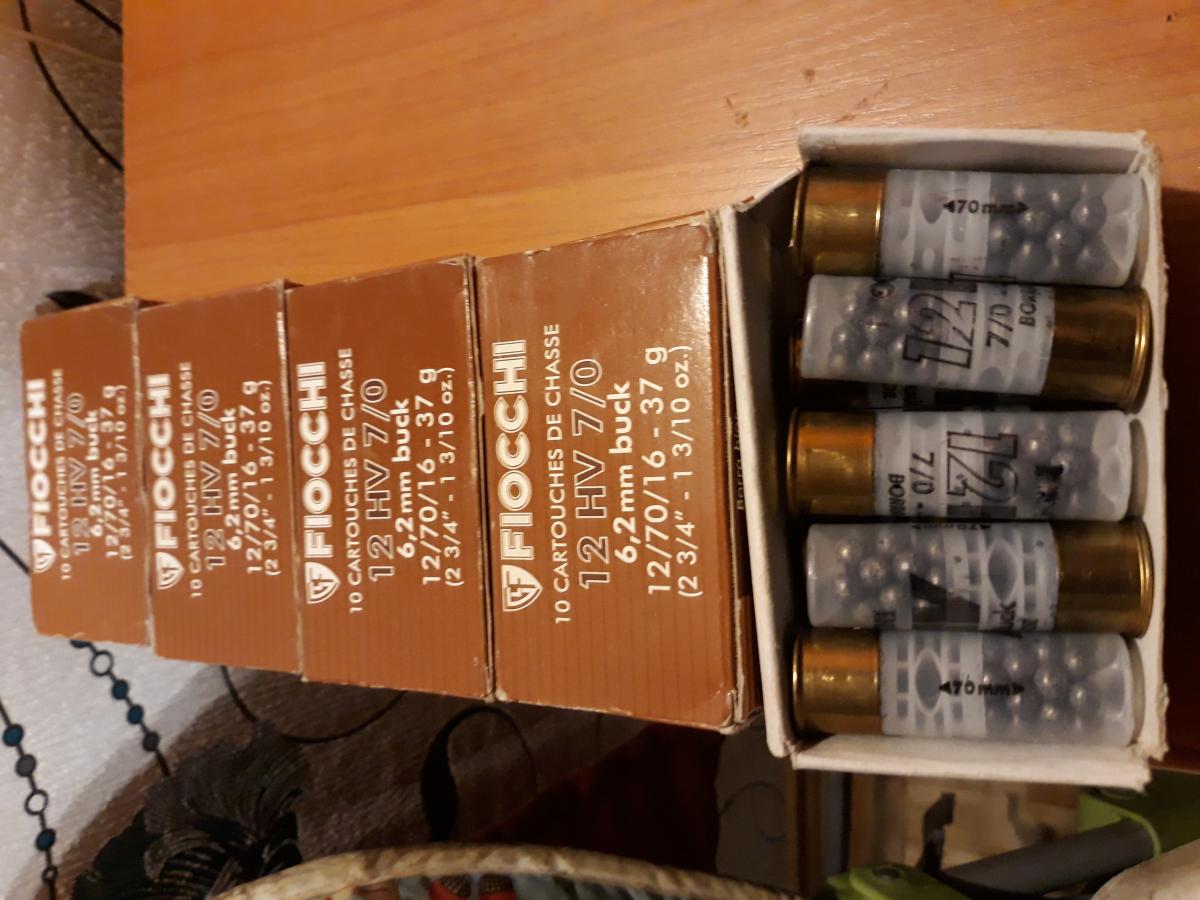 FIOCCHI
10 CARTOUCHES DE CHASSE
12 HV 7/0
6,2mm buck
12/70/16 - 37 g
(2 3/4" - 1 3/10 oz.)
FIOCCHI
10 CARTOUCHES DE CHASSE
12 HV 7/0
6,2mm buck
12/70/16 - 37 g
(2 3/4" - 1 3/10 oz.)
FIOCCHI
10 CARTOUCHES DE CHASSE
12 HV 7/0
6,2mm buck
12/70/16 - 37 g
(2 3/4" - 1 3/10 oz.)
FIOCCHI
10 CARTOUCHES DE CHASSE
12 HV 7/0
6,2mm buck
12/70/16 - 37 g
(2 3/4" - 1 3/10 oz.)
70mm
12
7/0
12
7/0
70mm